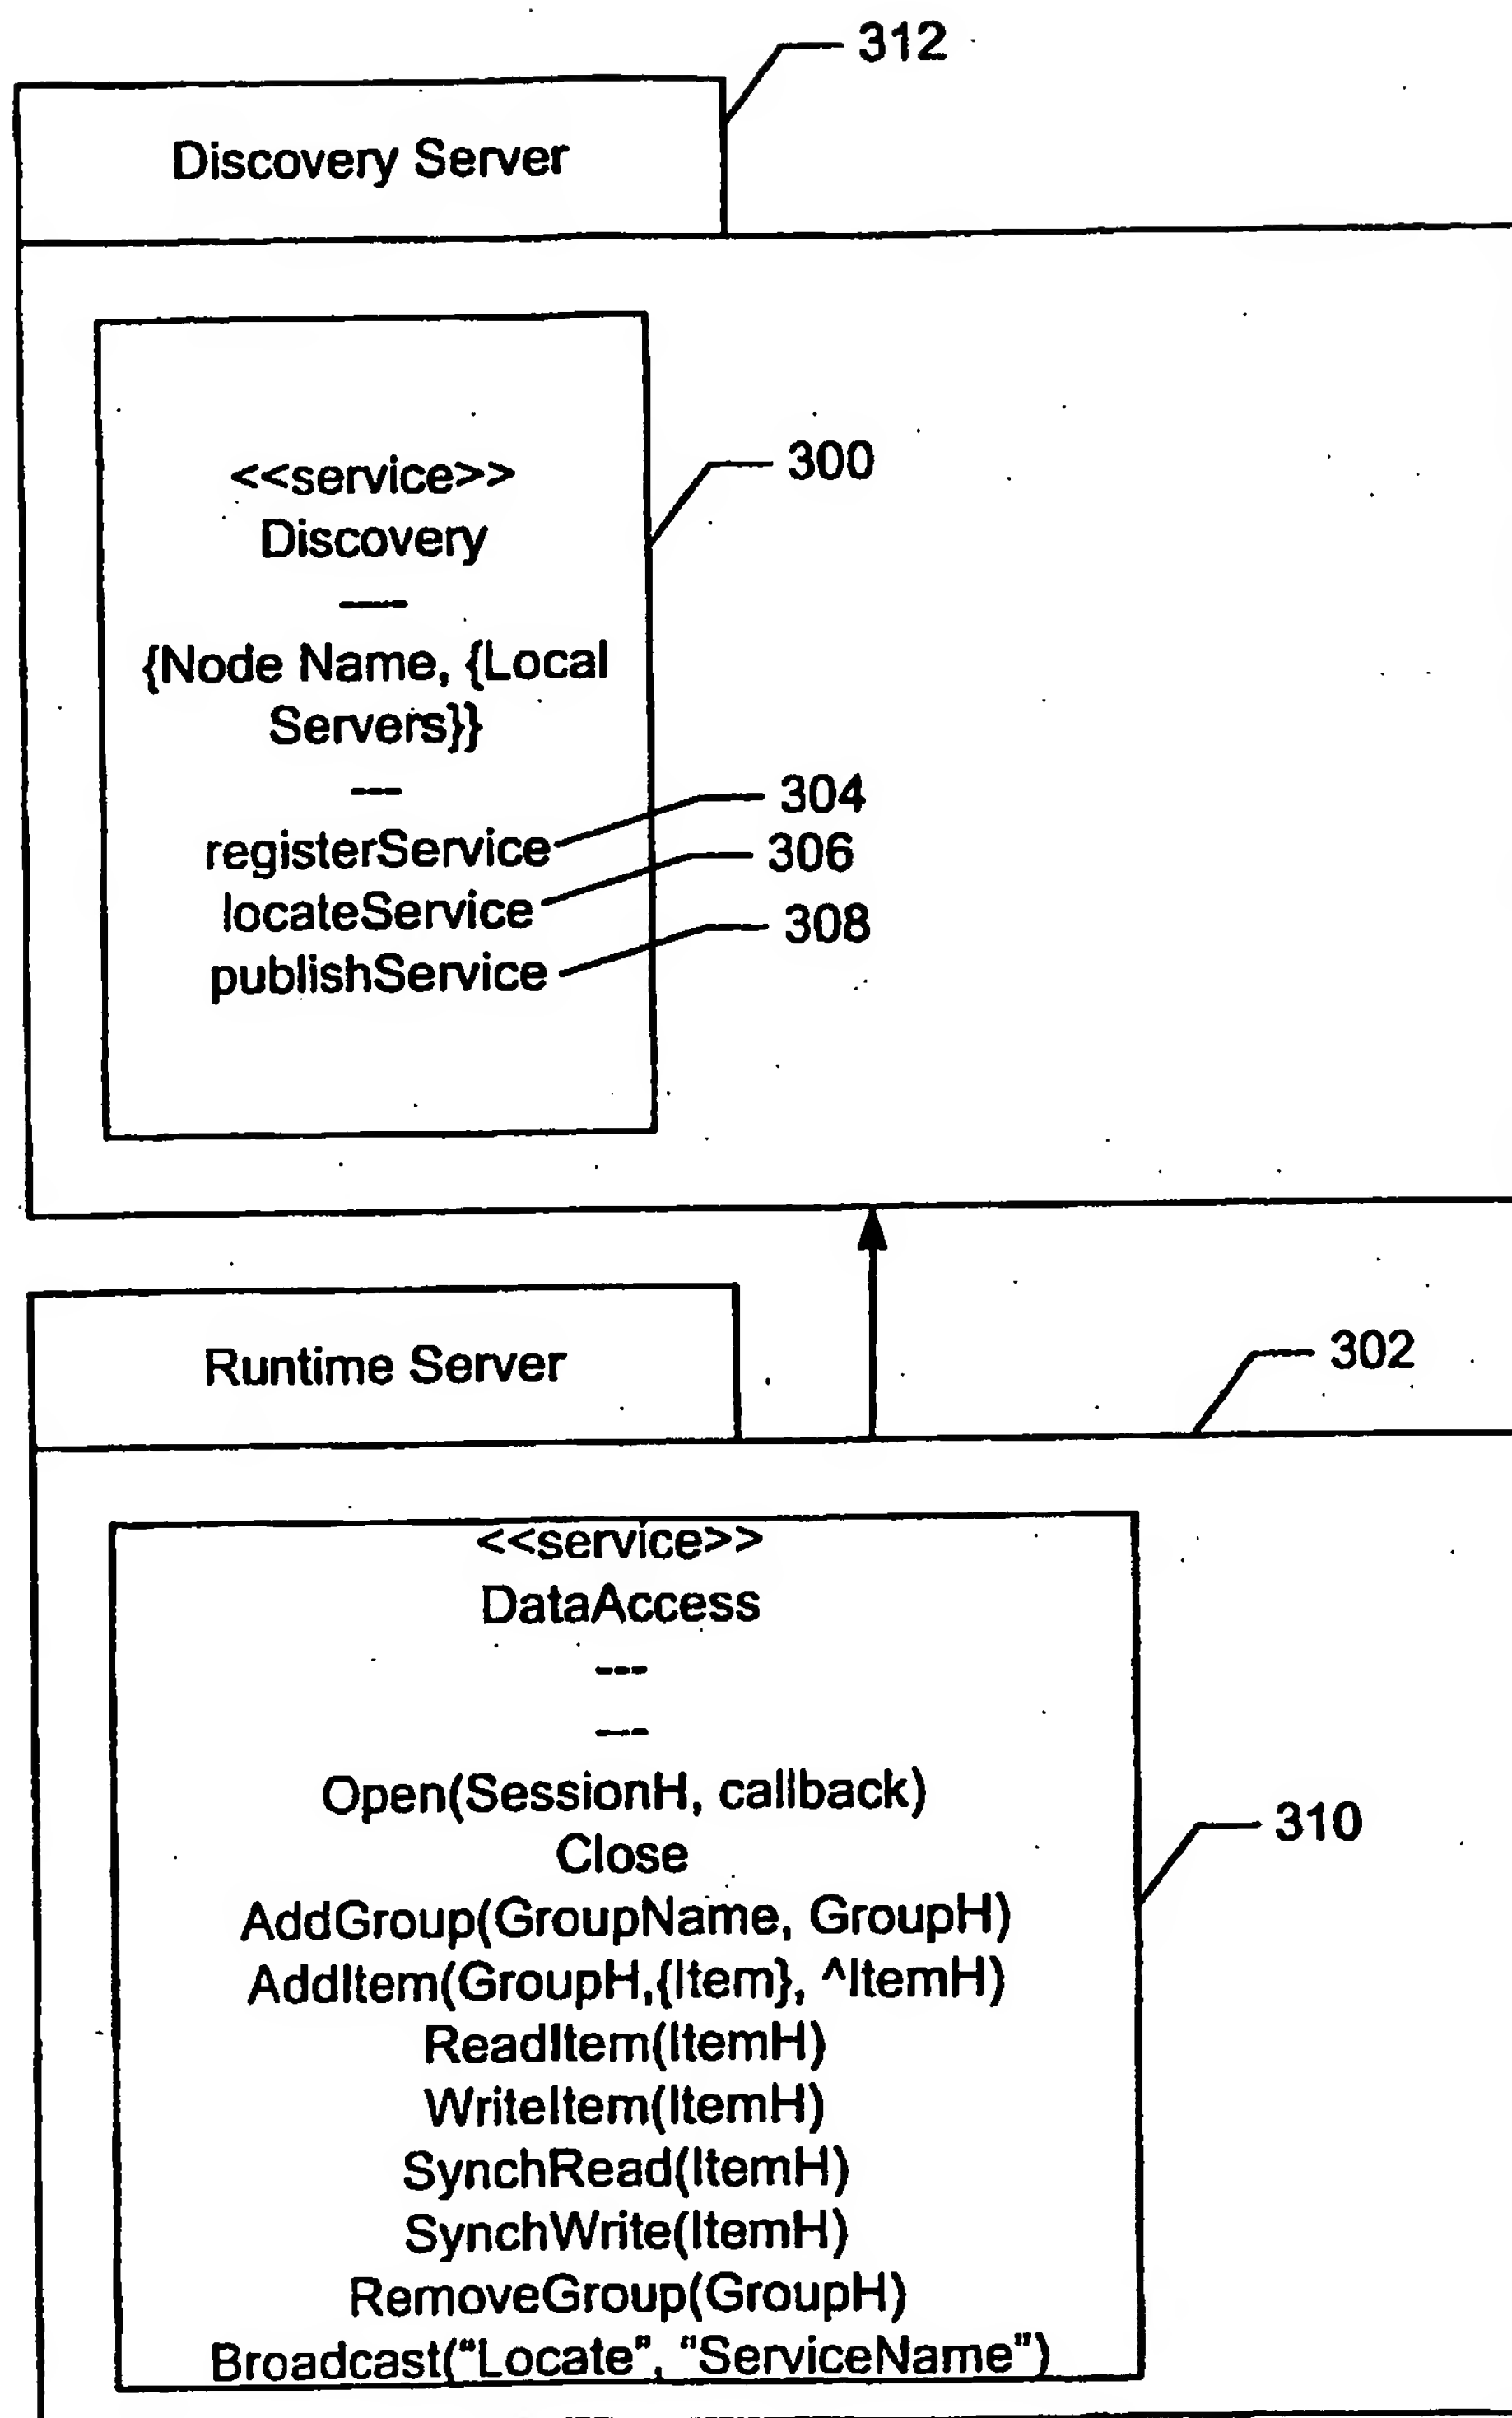 312
Discovery Server
<<service>>
300
Discovery
----
{Node Name, {Local
Servers}}
---
304
registerService
306
locateService
308
publishService
Runtime Server
302
<<service>>
DataAccess
---
---
Open(SessionH, callback)
310
Close
AddGroup(GroupName, GroupH)
AddItem(GroupH,{Item}, ^ItemH)
ReadItem(ItemH)
WriteItem(ItemH)
SynchRead(ItemH)
SynchWrite(ItemH)
RemoveGroup(GroupH)
Broadcast("Locate", "ServiceName")